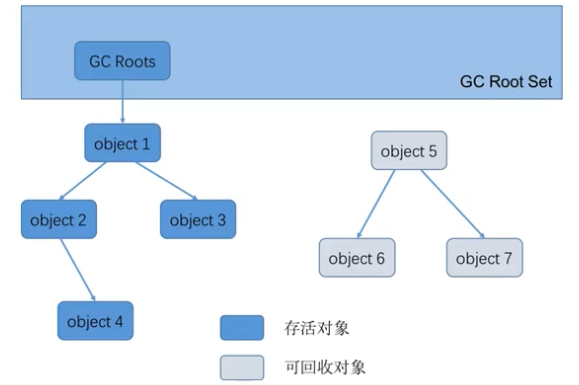 GC Roots
GC Root Set
object 1
object 5
object 2
object 3
object 6
object 7
object 4
存活对象
可回收对象